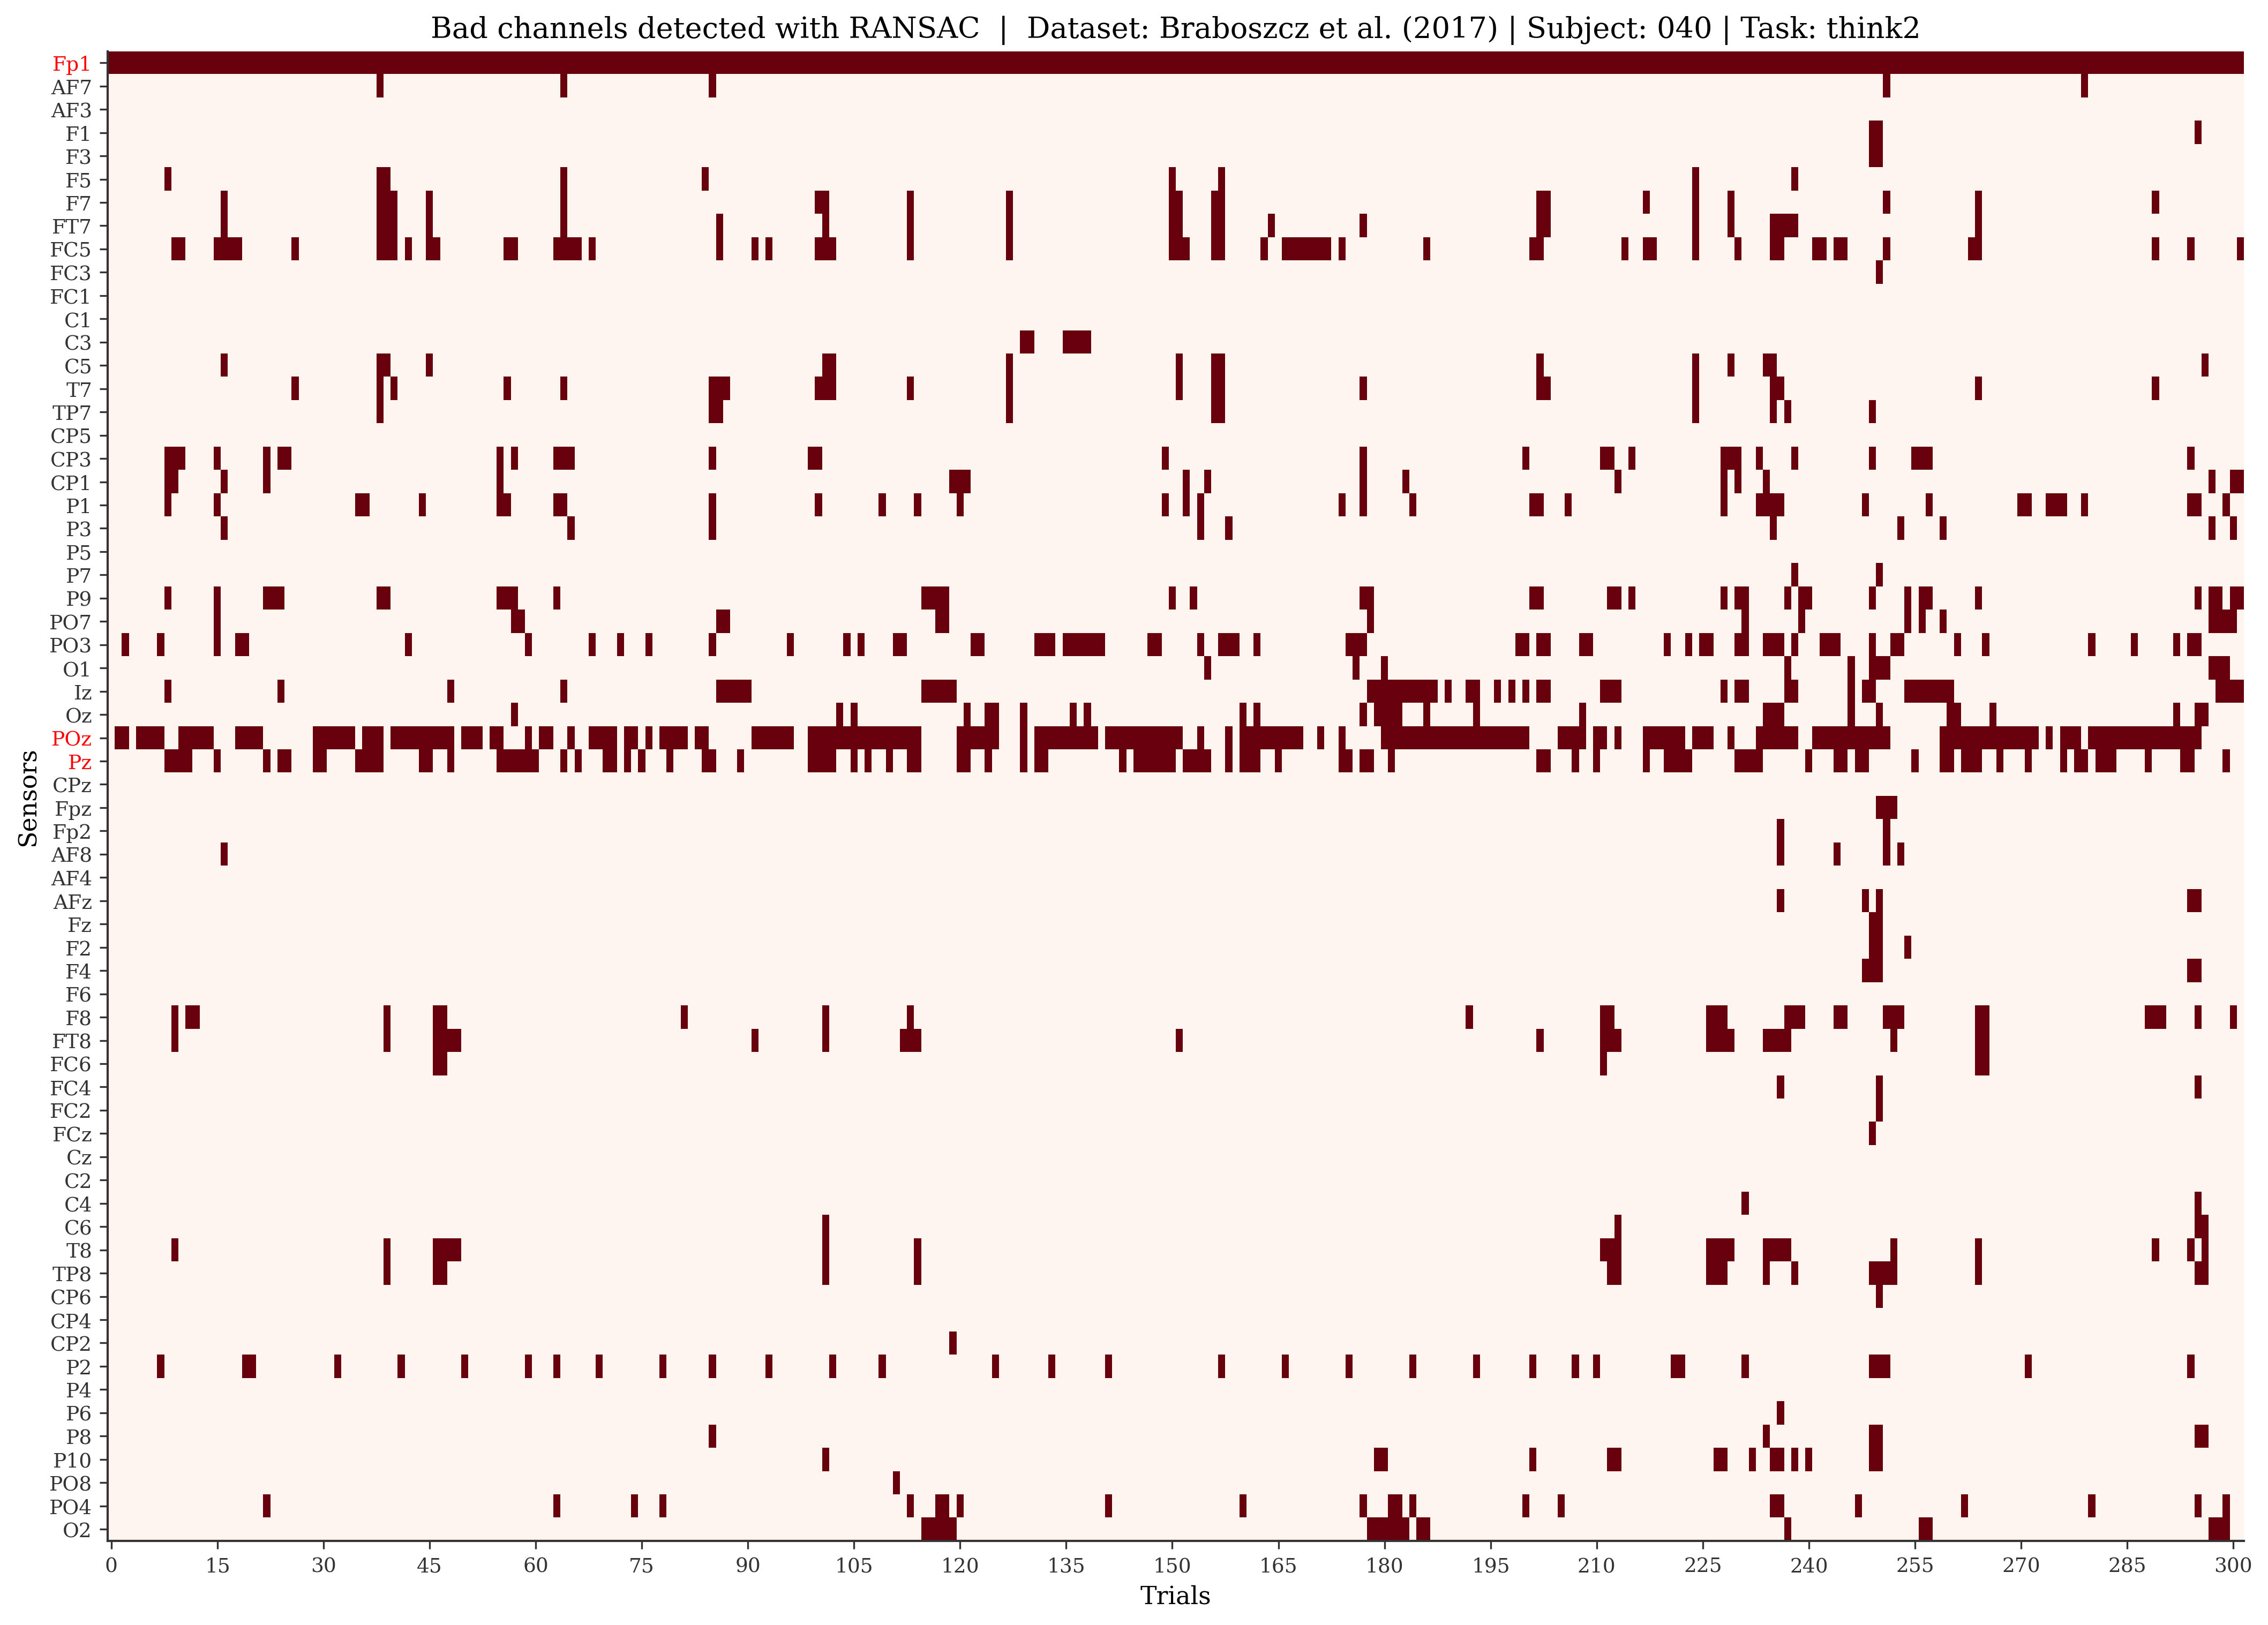 Bad channels detected with RANSAC  |  Dataset: Braboszcz et al. (2017) | Subject: 040 | Task: think2
Fp1
AF7
AF3
F1
F3
F5
F7
FT7
FC5
FC3
FC1
C1
C3
C5
T7
TP7
CP5
CP3
CP1
P1
P3
P5
P7
P9
PO7
PO3
O1
Iz
Oz
POz
Pz
CPz
Fpz
Fp2
AF8
AF4
AFz
Fz
F2
F4
F6
F8
FT8
FC6
FC4
FC2
FCz
Cz
C2
C4
C6
T8
TP8
CP6
CP4
CP2
P2
P4
P6
P8
P10
PO8
PO4
O2
Sensors
0 15 30 45 60 75 90 105 120 135 150 165 180 195 210 225 240 255 270 285 300
Trials